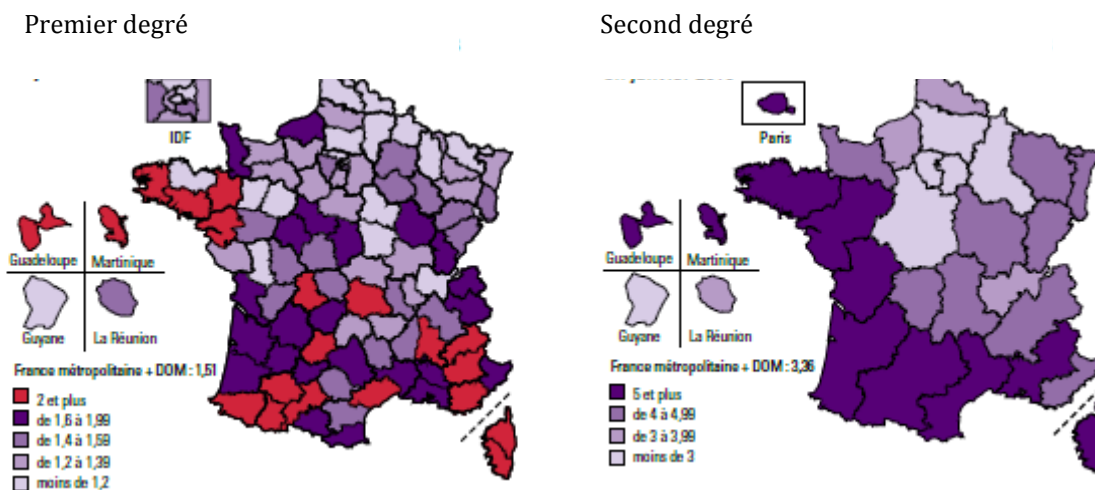 Premier degré
Second degré
IDF
Paris
Guadeloupe
Martinique
Guyane
La Réunion
France métropolitaine + DOM : 1,51
2 et plus
de 1,6 à 1,99
de 1,4 à 1,59
de 1,2 à 1,39
moins de 1,2
Guadeloupe
Martinique
Guyane
La Réunion
France métropolitaine + DOM : 3,36
5 et plus
de 4 à 4,99
de 3 à 3,99
moins de 3